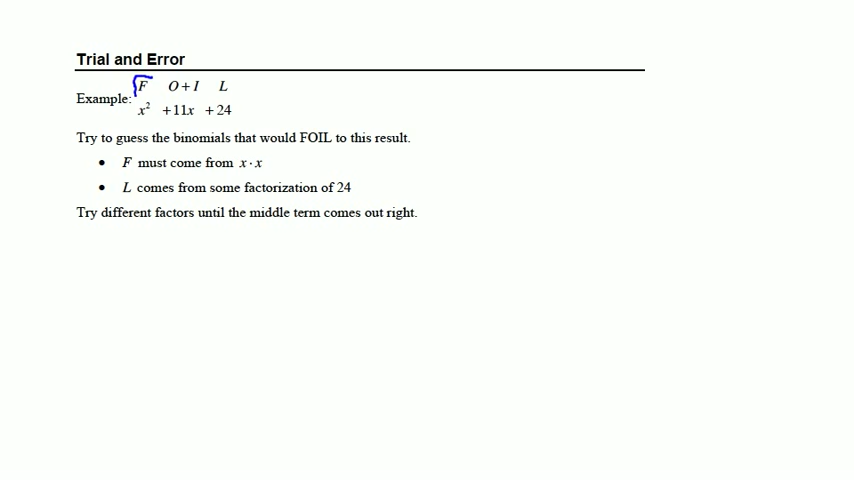 Trial and Error
F O + I L
Example: x² +11x +24
Try to guess the binomials that would FOIL to this result.
• F must come from x · x
• L comes from some factorization of 24
Try different factors until the middle term comes out right.